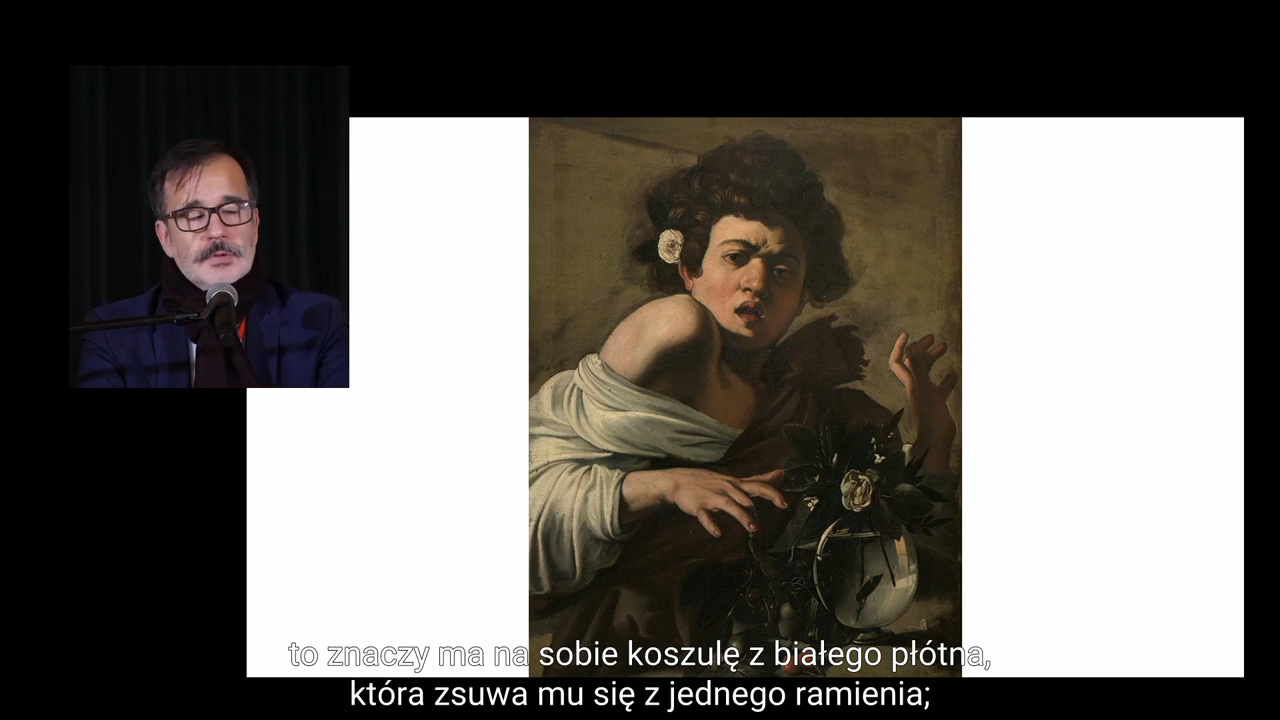 to znaczy ma na sobie koszulę z białego płótna,
która zsuwa mu się z jednego ramienia;